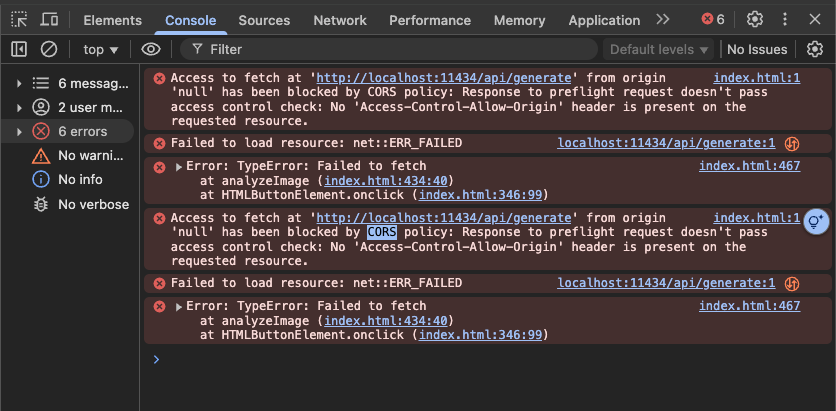 Elements Console Sources Network Performance Memory Application 6
top Filter Default levels No Issues
6 messag...
2 user m...
6 errors
No warni...
No info
No verbose
Access to fetch at 'http://localhost:11434/api/generate' from origin index.html:1
'null' has been blocked by CORS policy: Response to preflight request doesn't pass
access control check: No 'Access-Control-Allow-Origin' header is present on the
requested resource.
Failed to load resource: net::ERR_FAILED localhost:11434/api/generate:1
Error: TypeError: Failed to fetch index.html:467
at analyzeImage (index.html:434:40)
at HTMLButtonElement.onclick (index.html:346:99)
Access to fetch at 'http://localhost:11434/api/generate' from origin index.html:1
'null' has been blocked by CORS policy: Response to preflight request doesn't pass
access control check: No 'Access-Control-Allow-Origin' header is present on the
requested resource.
Failed to load resource: net::ERR_FAILED localhost:11434/api/generate:1
Error: TypeError: Failed to fetch index.html:467
at analyzeImage (index.html:434:40)
at HTMLButtonElement.onclick (index.html:346:99)